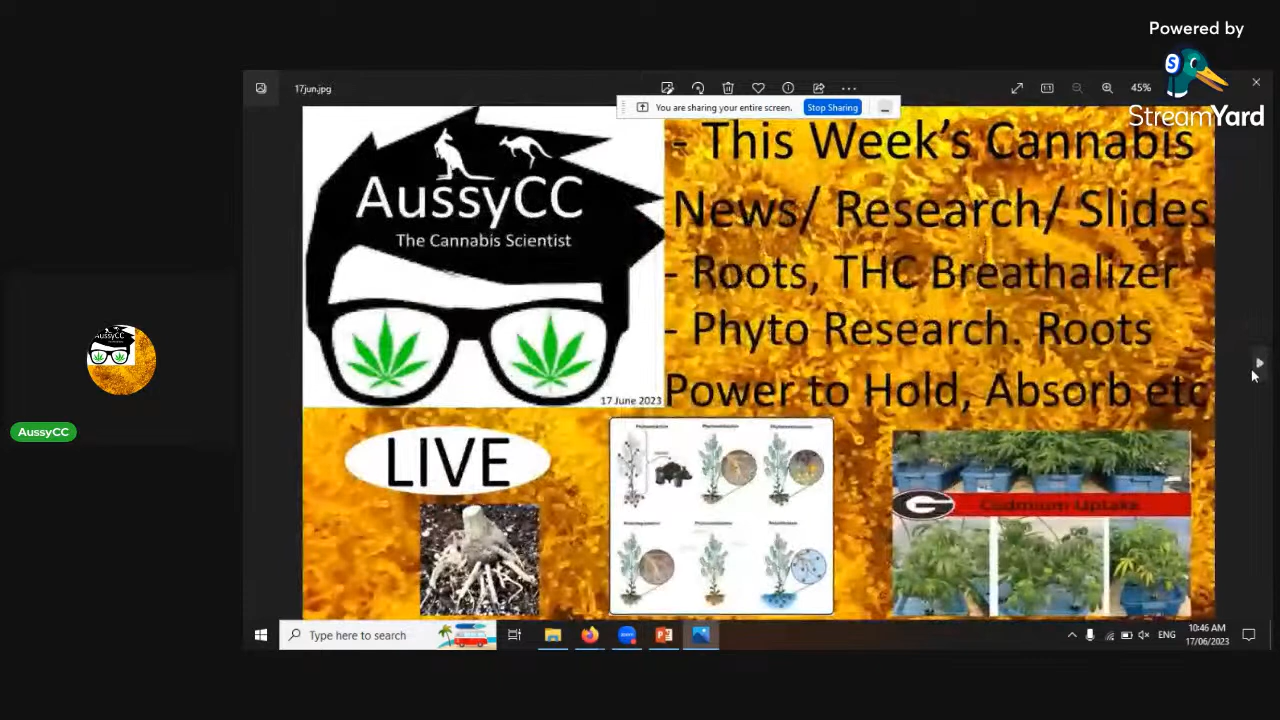 Powered by
S
StreamYard
17jun.jpg
45%
You are sharing your entire screen.
Stop Sharing
AussyCC
The Cannabis Scientist
17 June 2023
- This Week's Cannabis
News/ Research/ Slides
- Roots, THC Breathalizer
- Phyto Research. Roots
Power to Hold, Absorb etc
AussyCC
LIVE
G
Cadmium Uptake
Type here to search
zoom
ENG
10:46 AM
17/06/2023